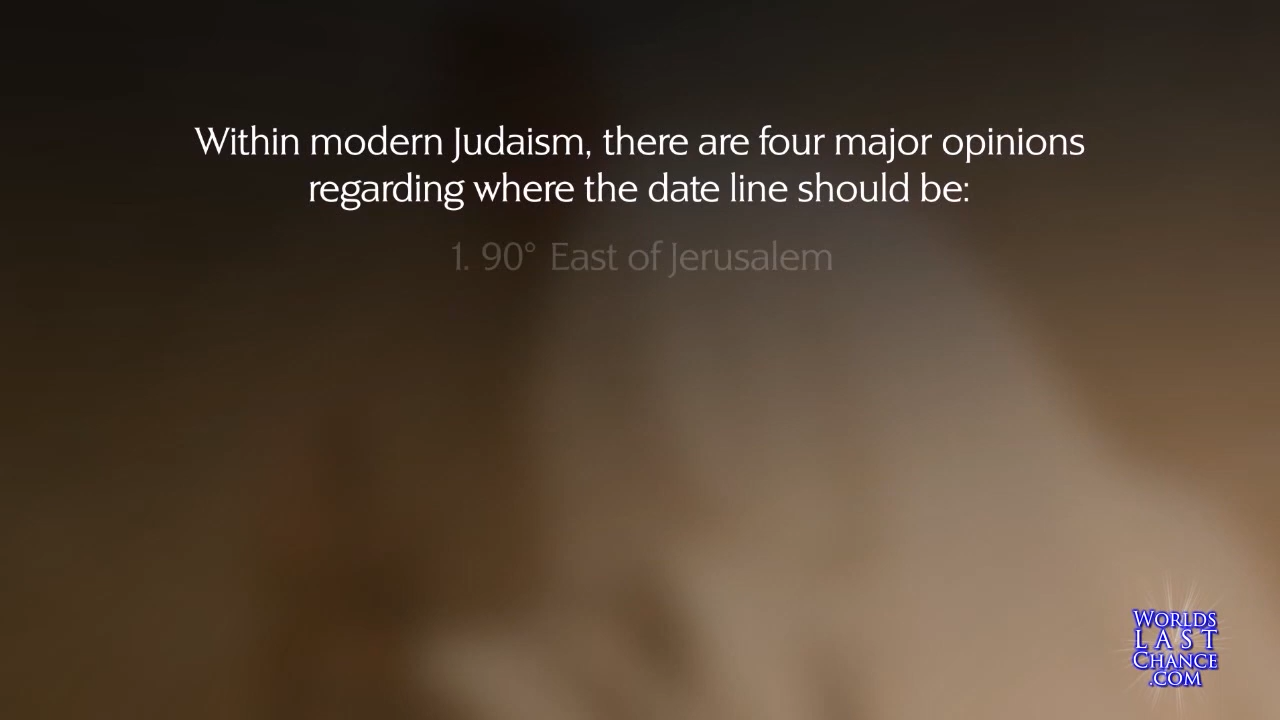 Within modern Judaism, there are four major opinions
regarding where the date line should be:
1. 90° East of Jerusalem
WORLDS
LAST
CHANCE
.COM